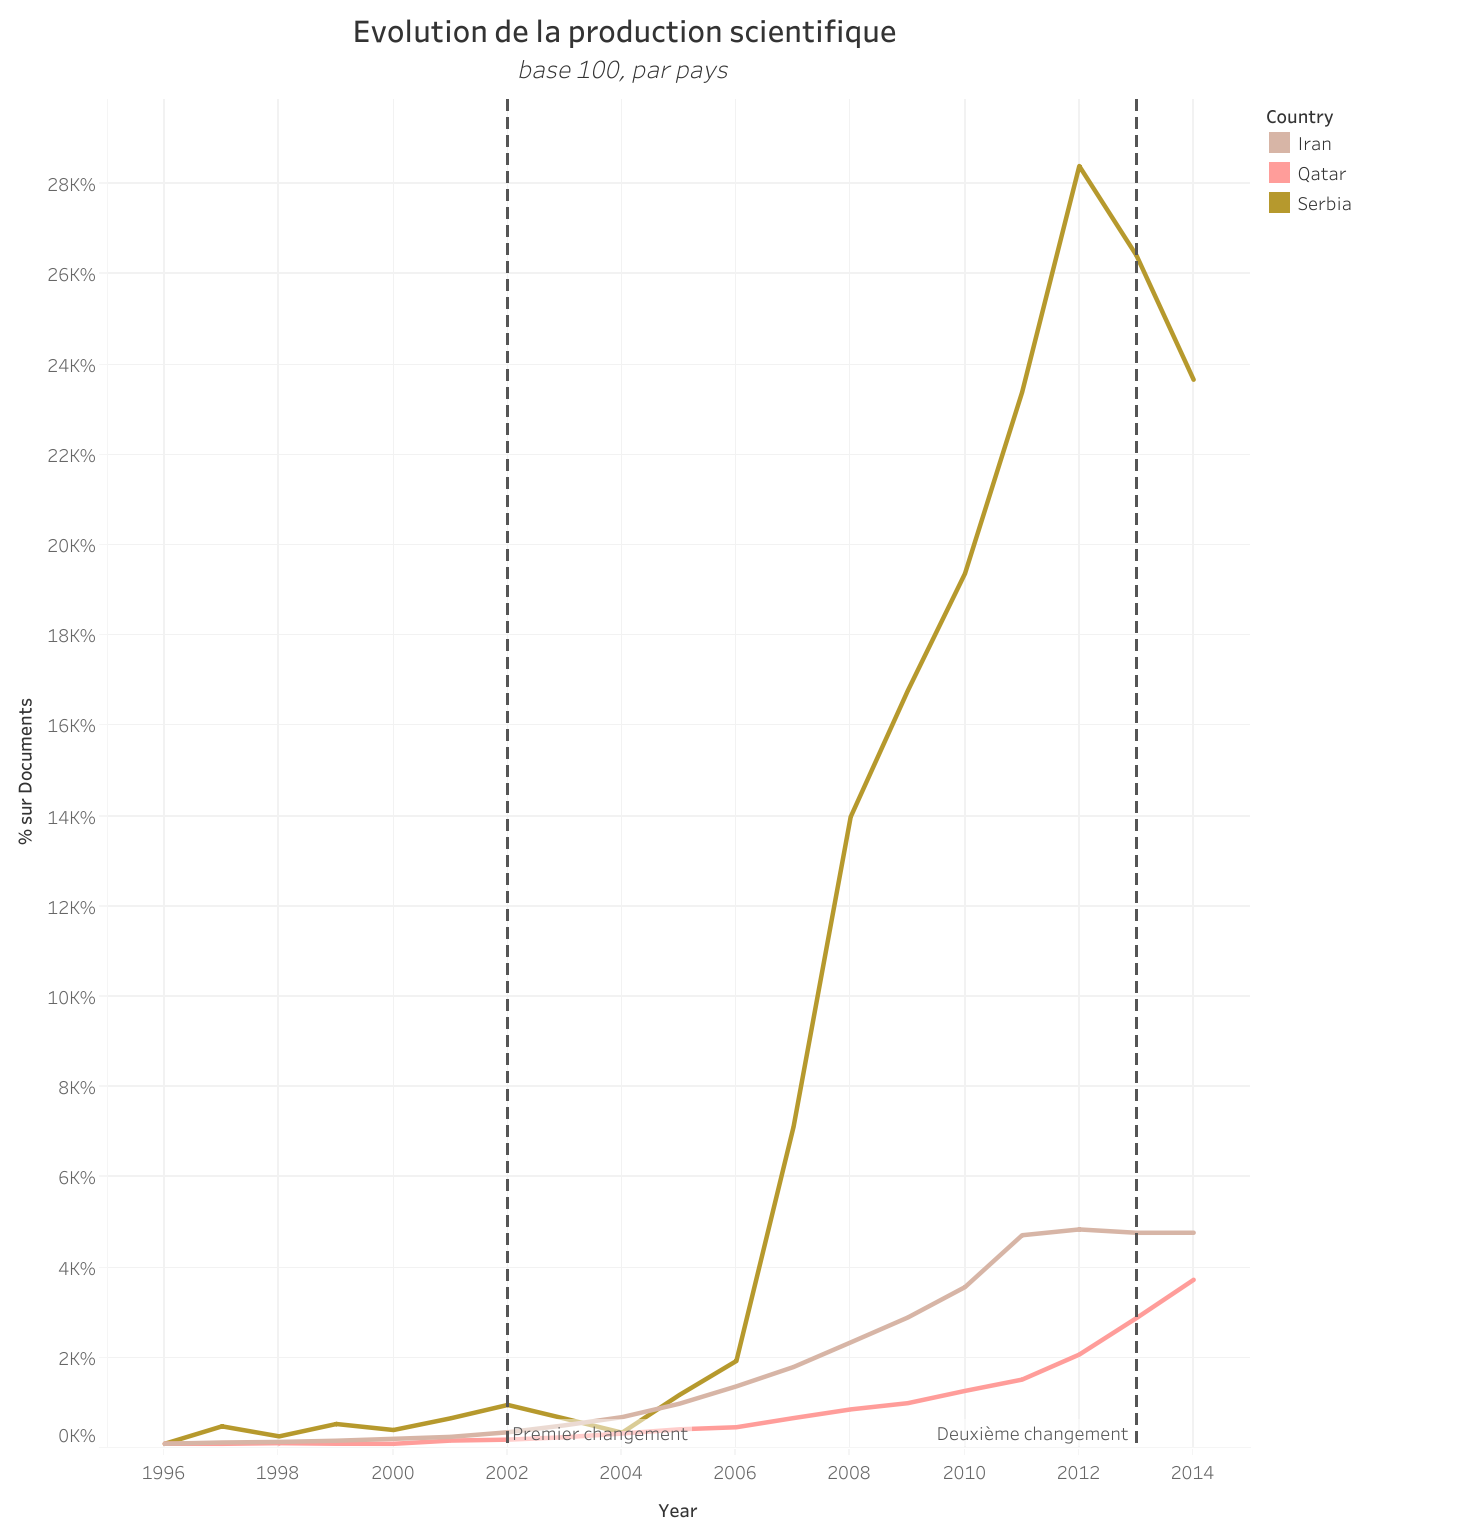 Evolution de la production scientifique
base 100, par pays
Country
Iran
Qatar
Serbia
28K%
26K%
24K%
22K%
20K%
18K%
16K%
14K%
12K%
10K%
8K%
6K%
4K%
2K%
0K%
% sur Documents
Premier changement
Deuxième changement
1996
1998
2000
2002
2004
2006
2008
2010
2012
2014
Year